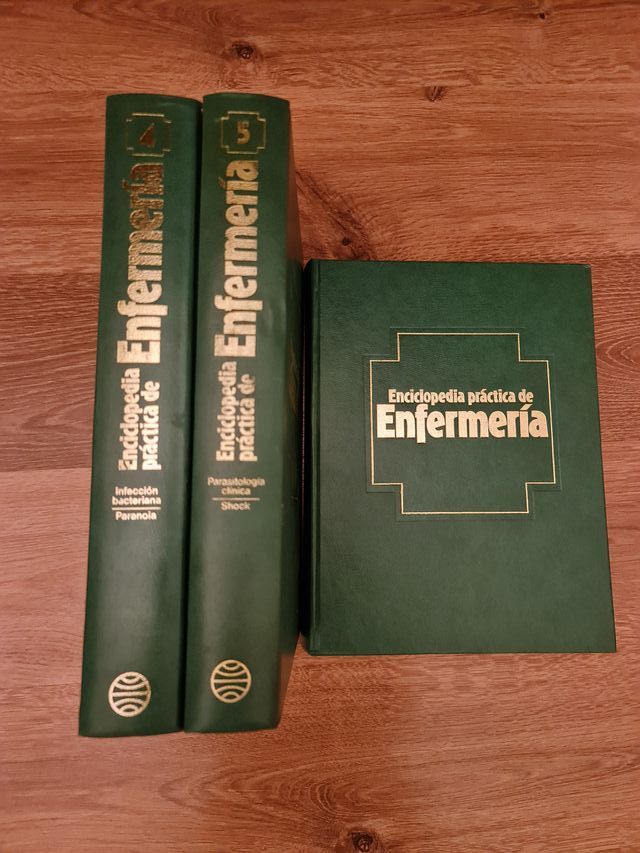 4
Enciclopedia
práctica de
Enfermería
Infección
bacteriana
Paranoia
5
Enciclopedia
práctica de
Enfermería
Parasitología
clínica
Shock
Enciclopedia práctica de
Enfermería